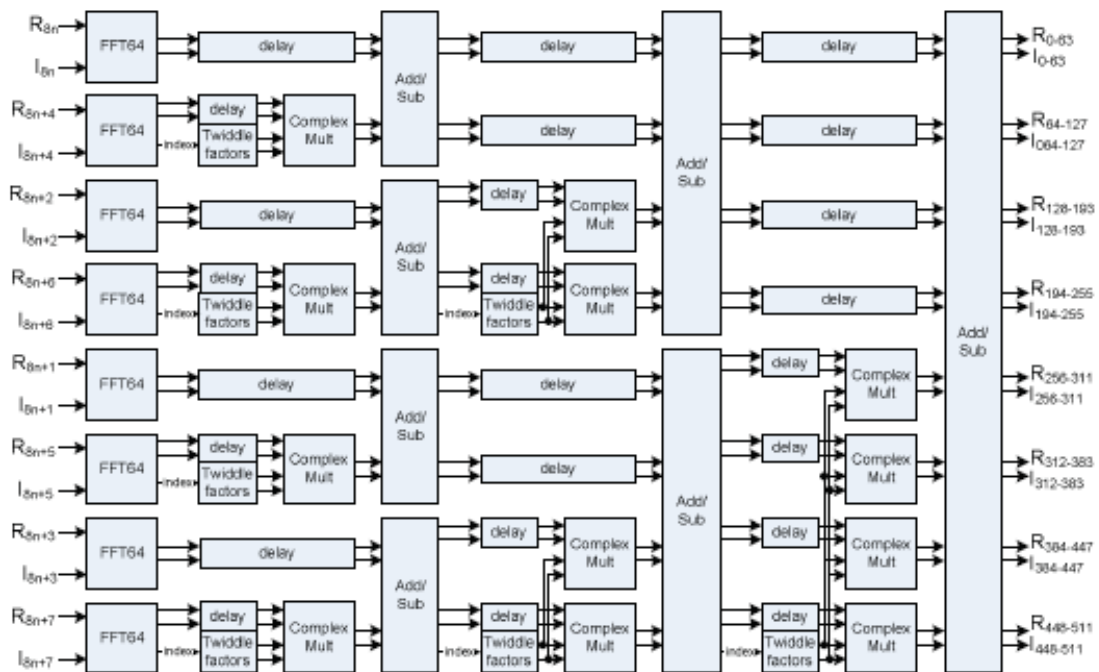 R8n
I8n
FFT64
delay
Add/
Sub
delay
delay
R0-63
I0-63
R8n+4
I8n+4
FFT64
index
delay
Twiddle
factors
Complex
Mult
delay
Add/
Sub
delay
R64-127
I064-127
R8n+2
I8n+2
FFT64
delay
Add/
Sub
delay
Complex
Mult
delay
R128-193
I128-193
R8n+6
I8n+6
FFT64
index
delay
Twiddle
factors
Complex
Mult
index
delay
Twiddle
factors
Complex
Mult
delay
Add/
Sub
R194-255
I194-255
R8n+1
I8n+1
FFT64
delay
Add/
Sub
delay
delay
Complex
Mult
R256-311
I256-311
R8n+5
I8n+5
FFT64
index
delay
Twiddle
factors
Complex
Mult
delay
Add/
Sub
delay
Complex
Mult
R312-383
I312-383
R8n+3
I8n+3
FFT64
delay
Add/
Sub
delay
Complex
Mult
delay
Complex
Mult
R384-447
I384-447
R8n+7
I8n+7
FFT64
index
delay
Twiddle
factors
Complex
Mult
index
delay
Twiddle
factors
Complex
Mult
index
delay
Twiddle
factors
Complex
Mult
R448-511
I448-511